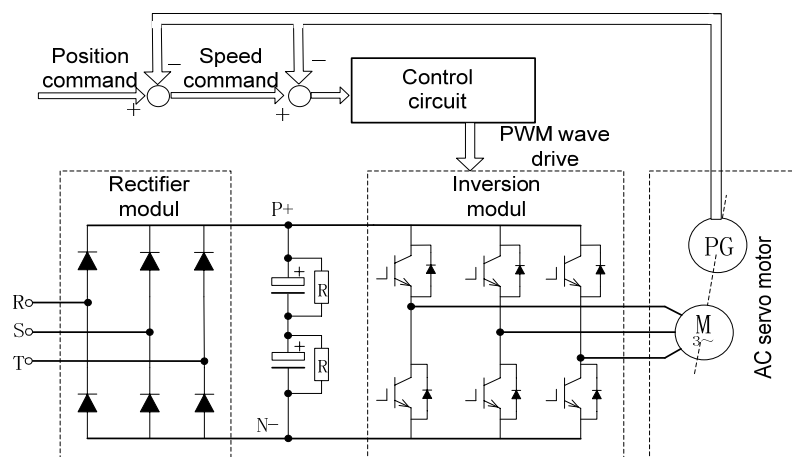 Position
command
−
+
Speed
command
−
+
Control
circuit
PWM wave
drive
Rectifier
modul
P+
Inversion
modul
PG
+
R
R
S
M
3~
AC servo motor
+
R
T
N−